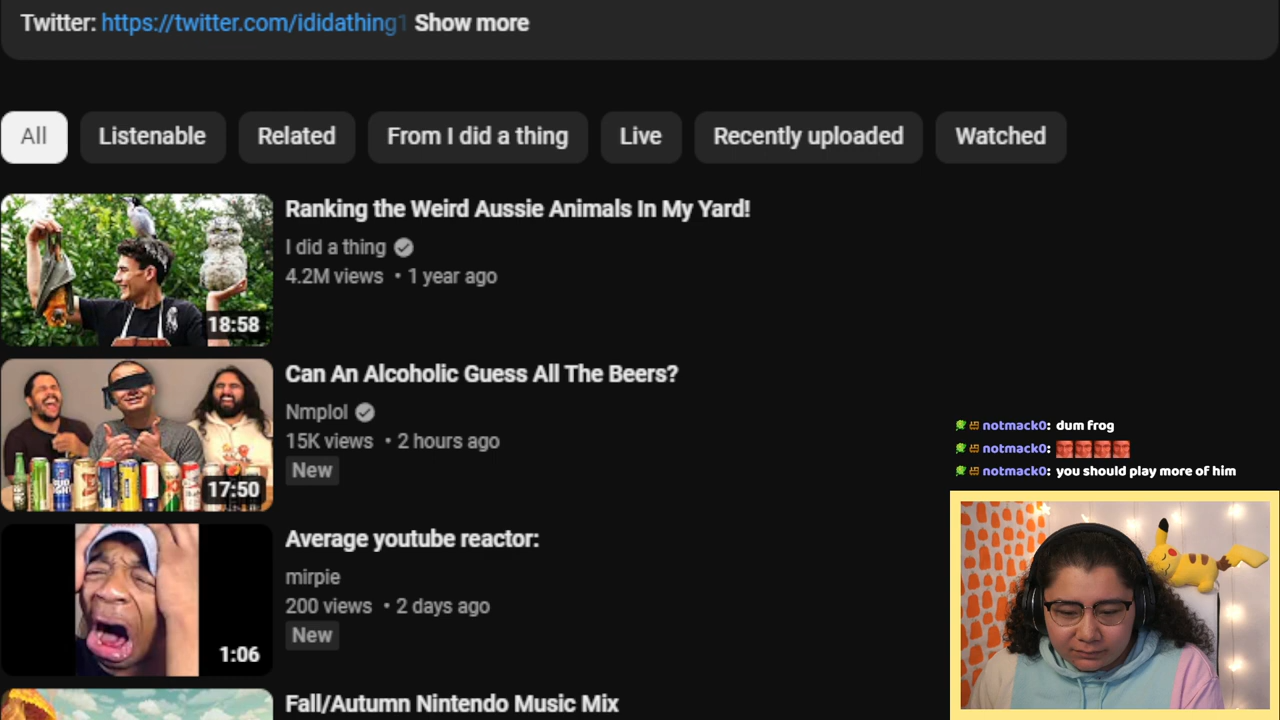 Twitter: https://twitter.com/ididathing1 Show more
All Listenable Related From I did a thing Live Recently uploaded Watched
Ranking the Weird Aussie Animals In My Yard!
I did a thing
4.2M views • 1 year ago
18:58
Can An Alcoholic Guess All The Beers?
Nmplol
15K views • 2 hours ago
New
17:50
Average youtube reactor:
mirpie
200 views • 2 days ago
New
1:06
Fall/Autumn Nintendo Music Mix
notmack0: dum frog
notmack0:
notmack0: you should play more of him